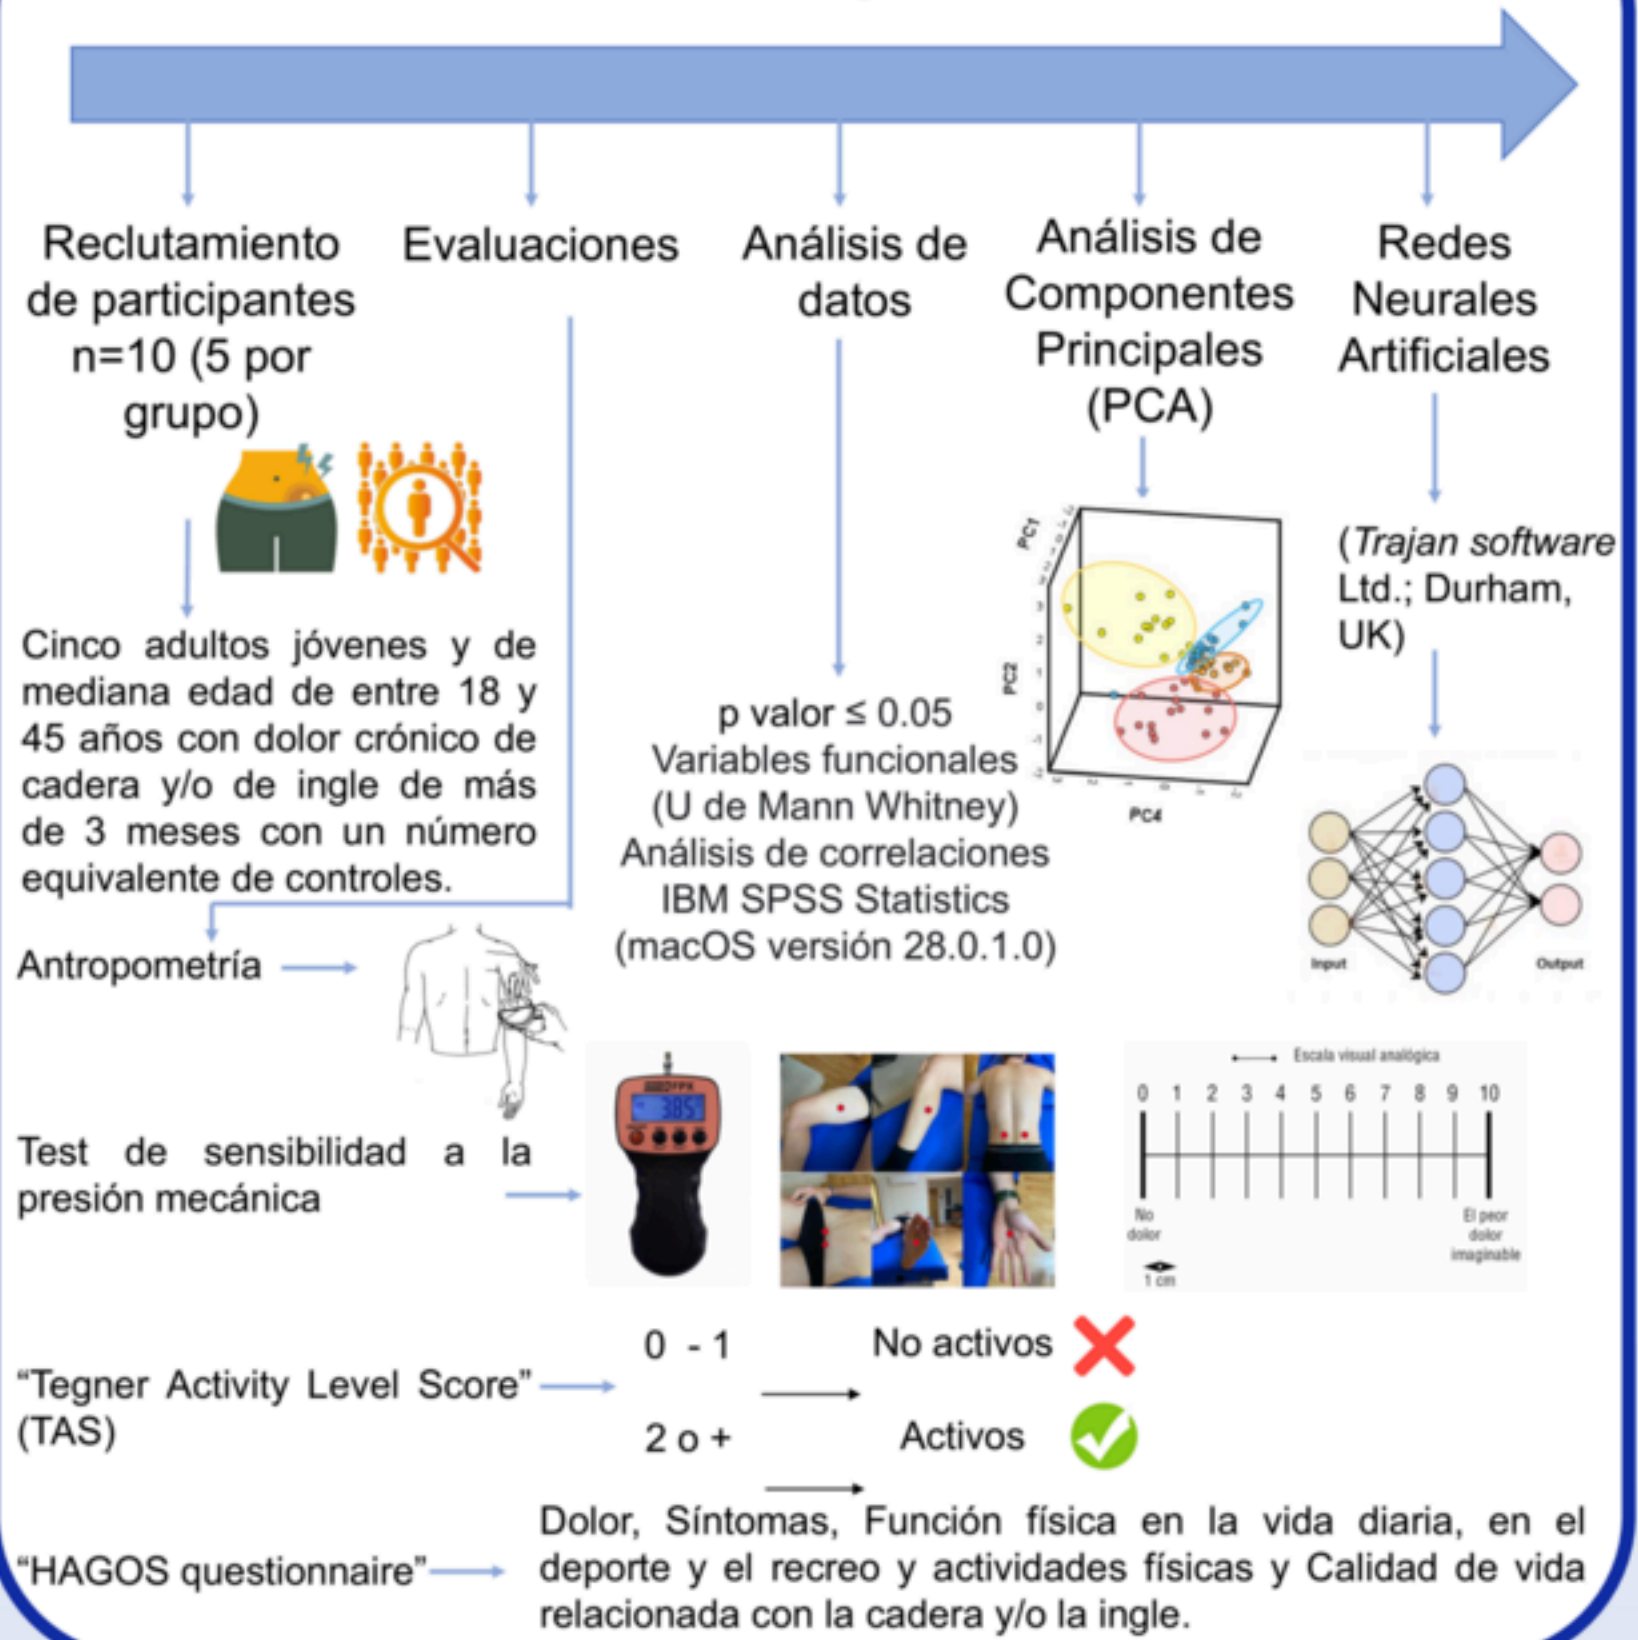 Reclutamiento
de participantes
n=10 (5 por
grupo)
Evaluaciones
Análisis de
datos
Análisis de
Componentes
Principales
(PCA)
Redes
Neurales
Artificiales
Cinco adultos jóvenes y de
mediana edad de entre 18 y
45 años con dolor crónico de
cadera y/o de ingle de más
de 3 meses con un número
equivalente de controles.
p valor ≤ 0.05
Variables funcionales
(U de Mann Whitney)
Análisis de correlaciones
IBM SPSS Statistics
(macOS versión 28.0.1.0)
PC1
PC2
3
2
1
0
PC4
(Trajan software
Ltd.; Durham,
UK)
Input
Output
Antropometría
Test de sensibilidad a la
presión mecánica
385
Escala visual analógica
0 1 2 3 4 5 6 7 8 9 10
No
dolor
El peor
dolor
imaginable
1 cm
“Tegner Activity Level Score”
(TAS)
0 - 1
No activos
2 o +
Activos
“HAGOS questionnaire”
Dolor, Síntomas, Función física en la vida diaria, en el
deporte y el recreo y actividades físicas y Calidad de vida
relacionada con la cadera y/o la ingle.